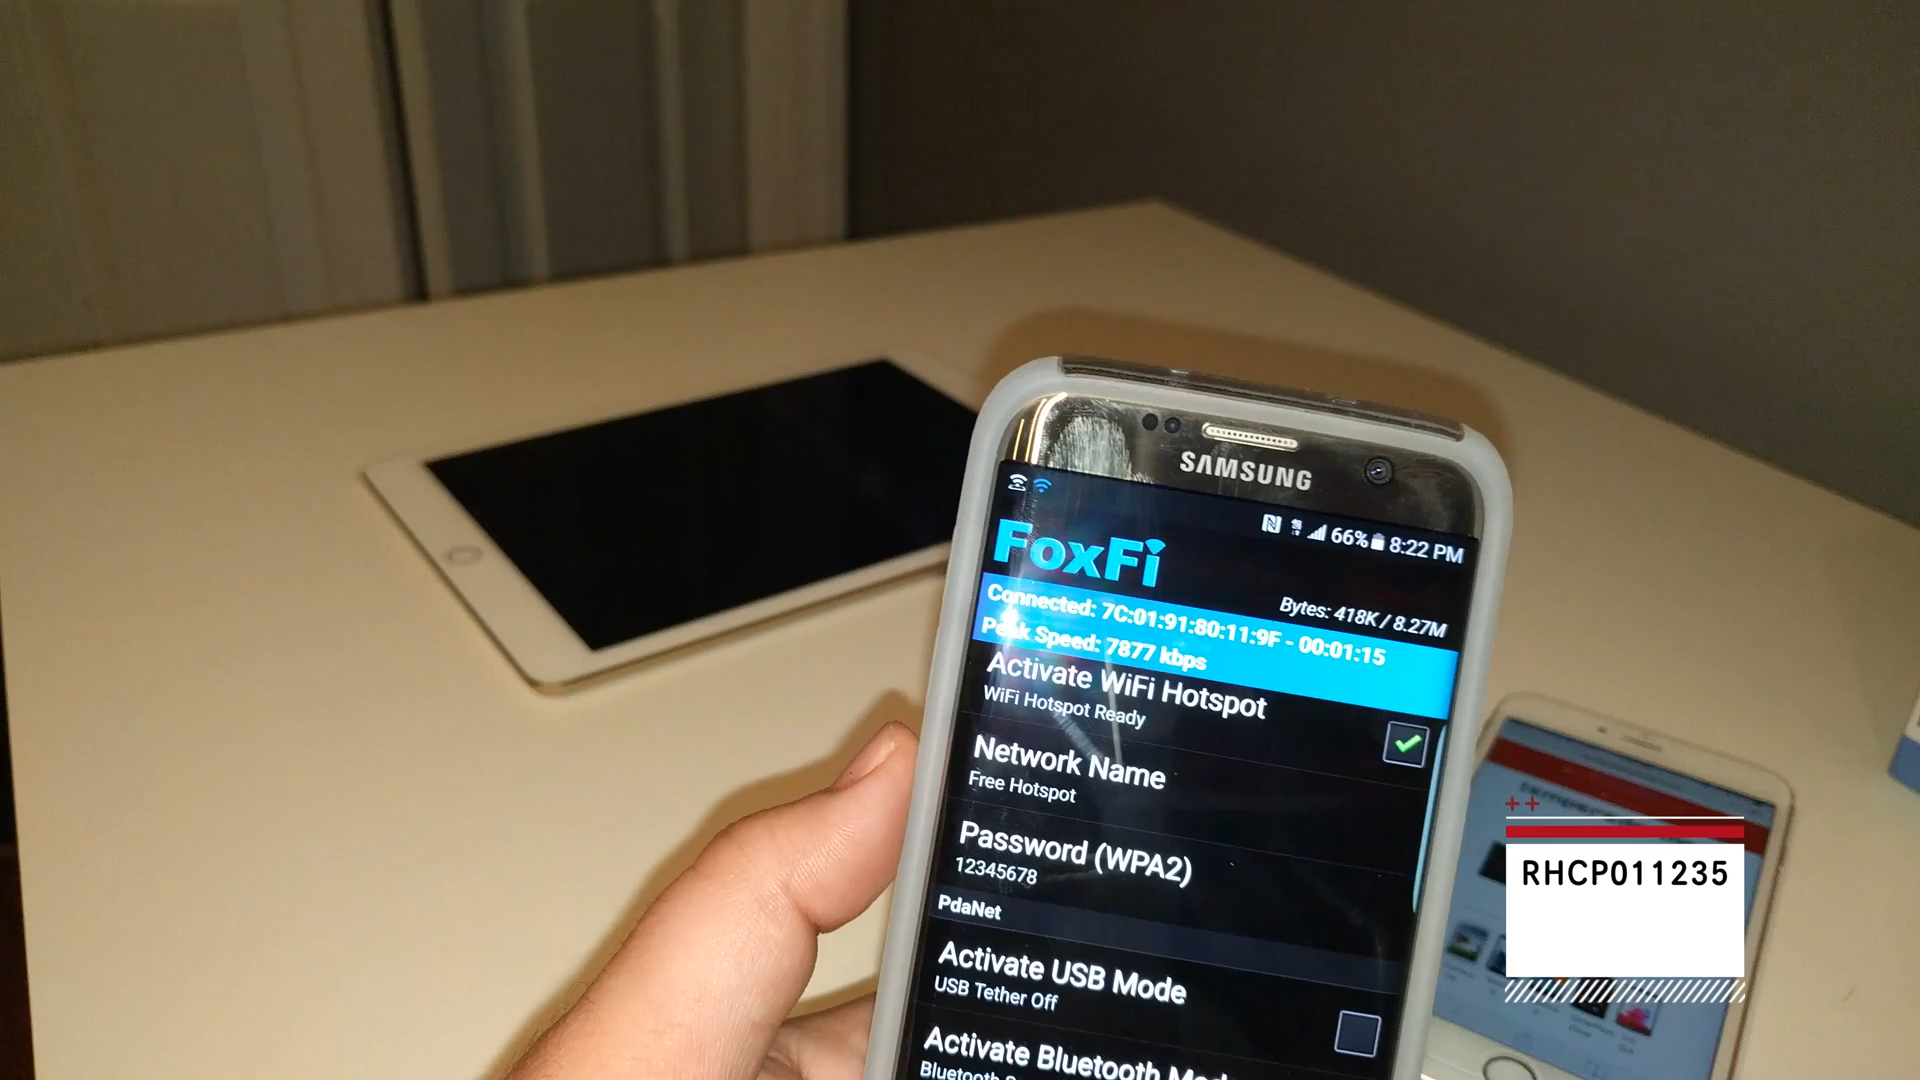 SAMSUNG
66% 8:22 PM
FoxFi
Bytes: 418K / 8.27M
Connected: 7C:01:91:80:11:9F - 00:01:15
Peak Speed: 7877 kbps
Activate WiFi Hotspot
WiFi Hotspot Ready
Network Name
Free Hotspot
Password (WPA2)
12345678
PdaNet
Activate USB Mode
USB Tether Off
Activate Bluetooth
Bluetooth
RHCP011235